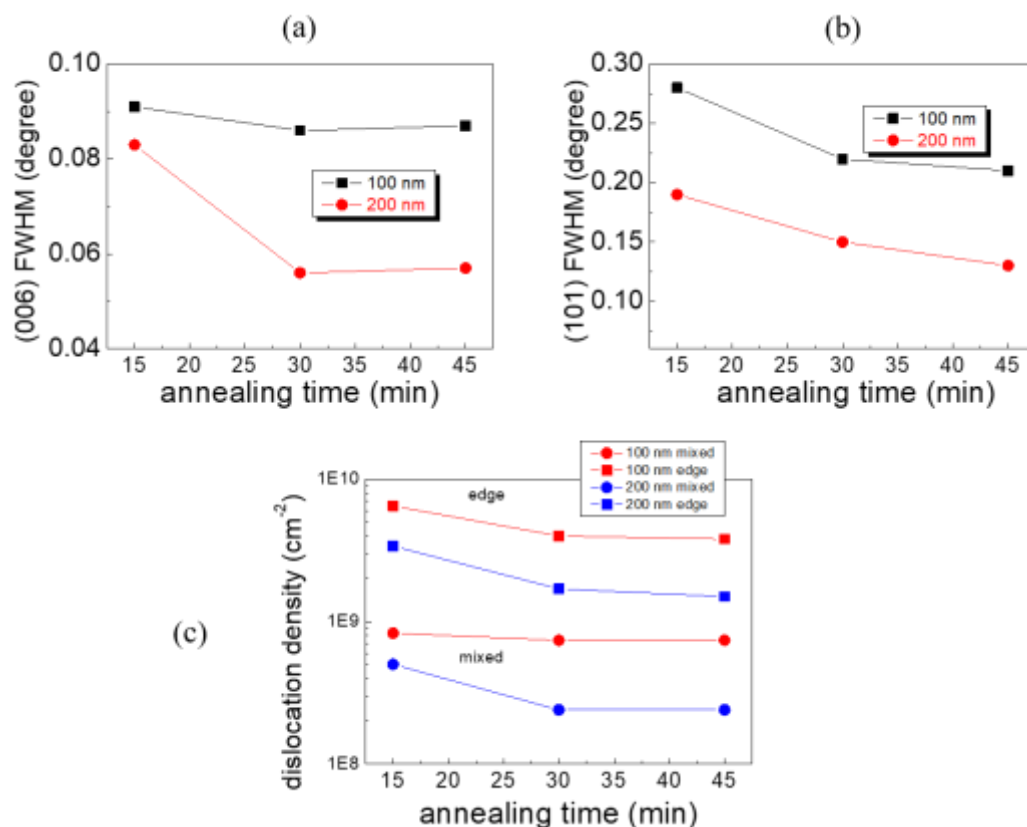 (a)
(b)
0.10
0.08
0.06
0.04
(006) FWHM (degree)
100 nm
200 nm
15 20 25 30 35 40 45
annealing time (min)
0.30
0.25
0.20
0.15
0.10
(101) FWHM (degree)
100 nm
200 nm
15 20 25 30 35 40 45
annealing time (min)
(c)
1E10
1E9
1E8
dislocation density (cm⁻²)
100 nm mixed
100 nm edge
200 nm mixed
200 nm edge
edge
mixed
15 20 25 30 35 40 45
annealing time (min)